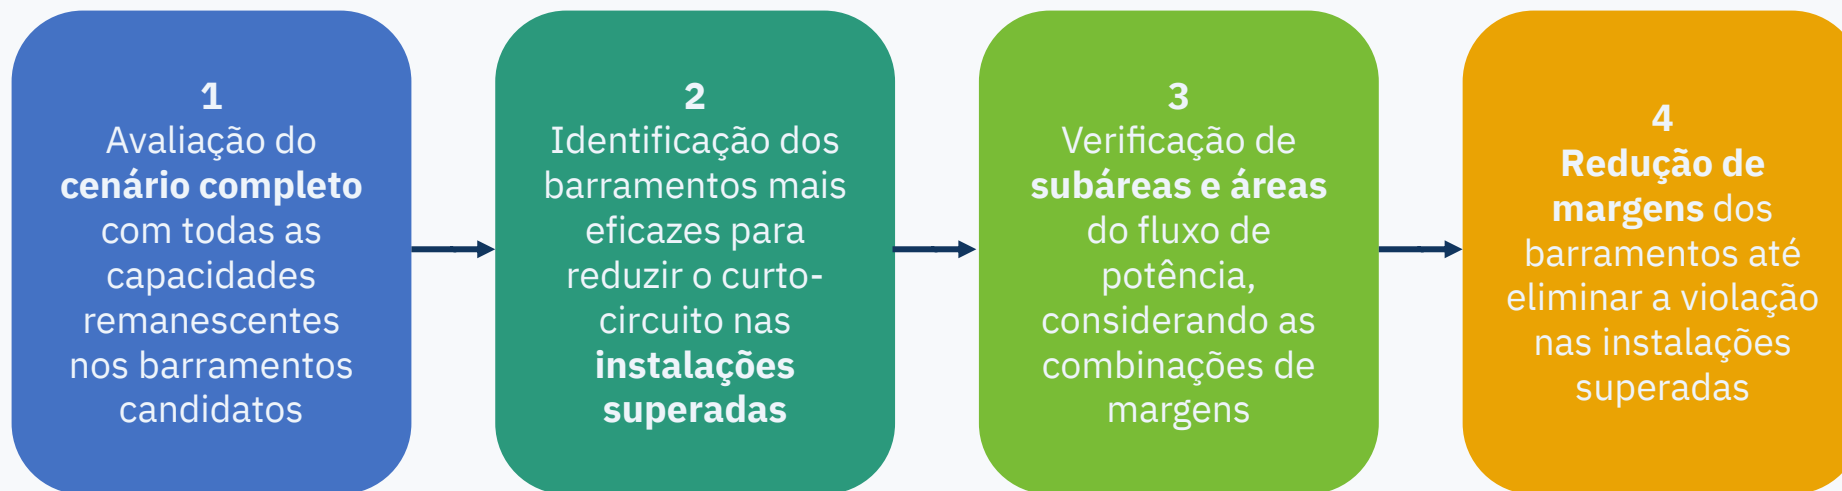 1
Avaliação do
cenário completo
com todas as
capacidades
remanescentes
nos barramentos
candidatos
2
Identificação dos
barramentos mais
eficazes para
reduzir o curto-
circuito nas
instalações
superadas
3
Verificação de
subáreas e áreas
do fluxo de
potência,
considerando as
combinações de
margens
4
Redução de
margens dos
barramentos até
eliminar a violação
nas instalações
superadas